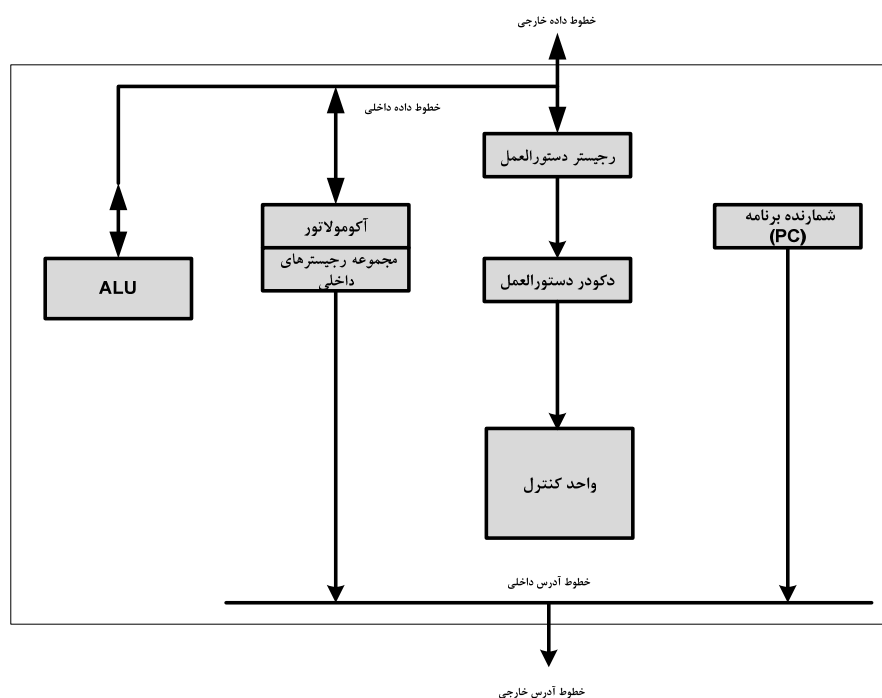 خطوط داده خارجی
خطوط داده داخلی
رجیستر دستورالعمل
آکومولاتور
شمارنده برنامه
(PC)
مجموعه رجیسترهای
داخلی
دکودر دستورالعمل
ALU
واحد کنترل
خطوط آدرس داخلی
خطوط آدرس خارجی